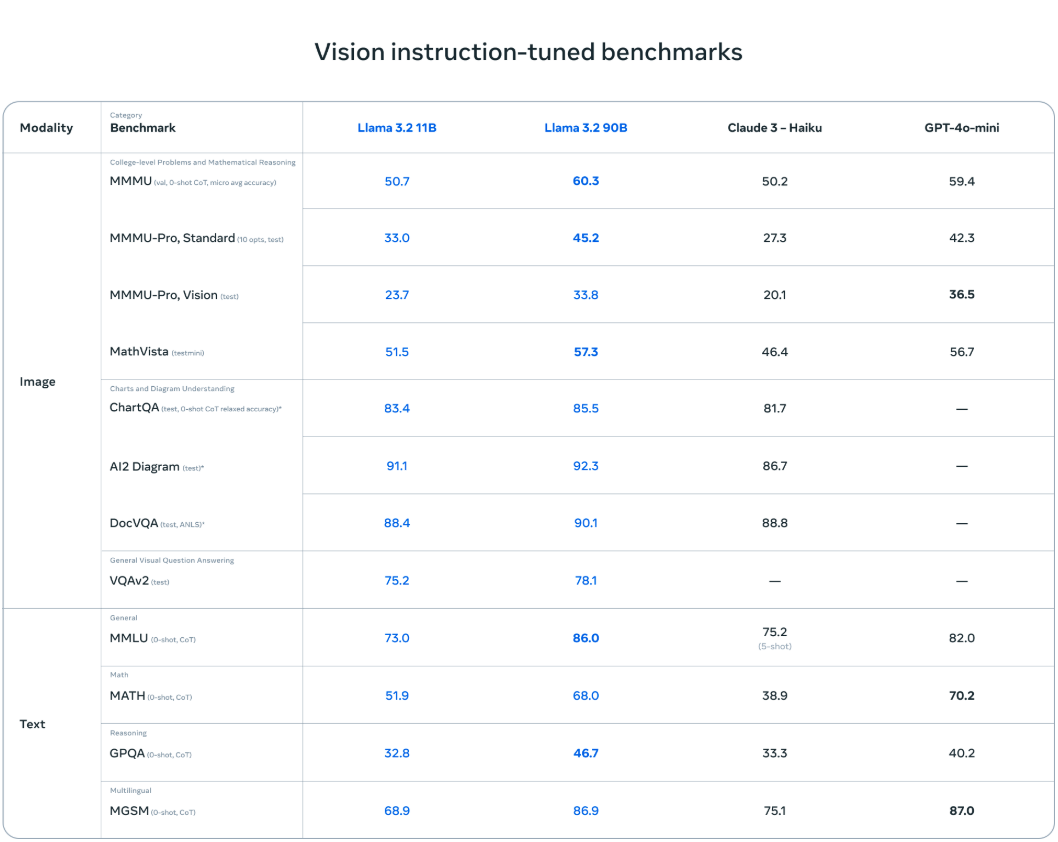 Vision instruction-tuned benchmarks
Modality Category Benchmark Llama 3.2 11B Llama 3.2 90B Claude 3 – Haiku GPT-4o-mini
Image
College-level Problems and Mathematical Reasoning
MMMU (val, 0-shot CoT, micro avg accuracy) 50.7 60.3 50.2 59.4
MMMU-Pro, Standard (10 opts, test) 33.0 45.2 27.3 42.3
MMMU-Pro, Vision (test) 23.7 33.8 20.1 36.5
MathVista (testmini) 51.5 57.3 46.4 56.7
Charts and Diagram Understanding
ChartQA (test, 0-shot CoT relaxed accuracy)* 83.4 85.5 81.7 —
AI2 Diagram (test)* 91.1 92.3 86.7 —
DocVQA (test, ANLS)* 88.4 90.1 88.8 —
General Visual Question Answering
VQAv2 (test) 75.2 78.1 — —
Text
General
MMLU (0-shot, CoT) 73.0 86.0 75.2 (5-shot) 82.0
Math
MATH (0-shot, CoT) 51.9 68.0 38.9 70.2
Reasoning
GPQA (0-shot, CoT) 32.8 46.7 33.3 40.2
Multilingual
MGSM (0-shot, CoT) 68.9 86.9 75.1 87.0